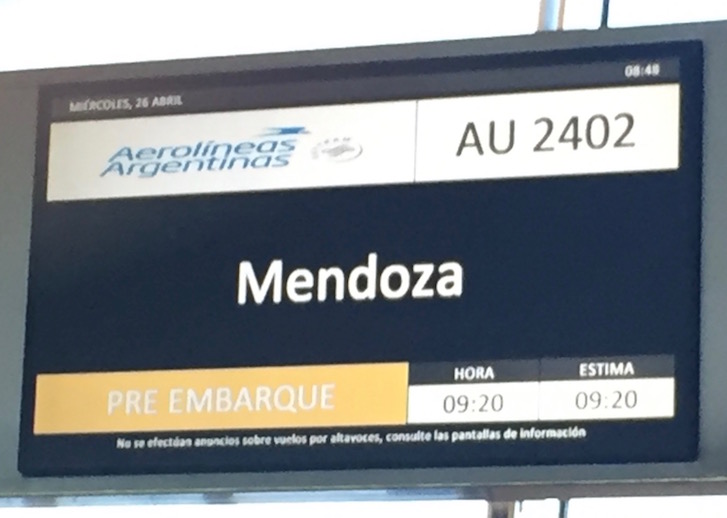 MIÉRCOLES, 26 ABRIL
08:48
Aerolíneas
Argentinas
AU 2402
Mendoza
PRE EMBARQUE
HORA
ESTIMA
09:20
09:20
No se efectúan anuncios sobre vuelos por altavoces, consulte las pantallas de información